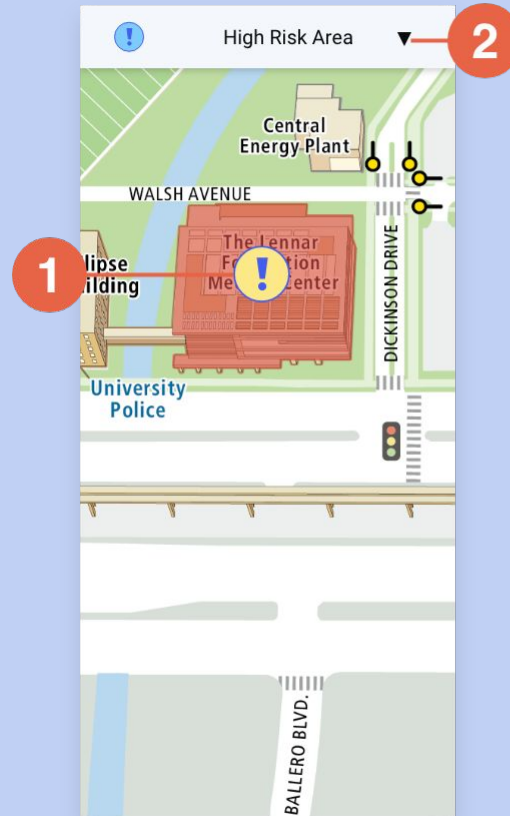 High Risk Area
2
Central
Energy Plant
WALSH AVENUE
The Lennar
Center
1
lipse
ilding
DICKINSON DRIVE
University
Police
BALLERO BLVD.